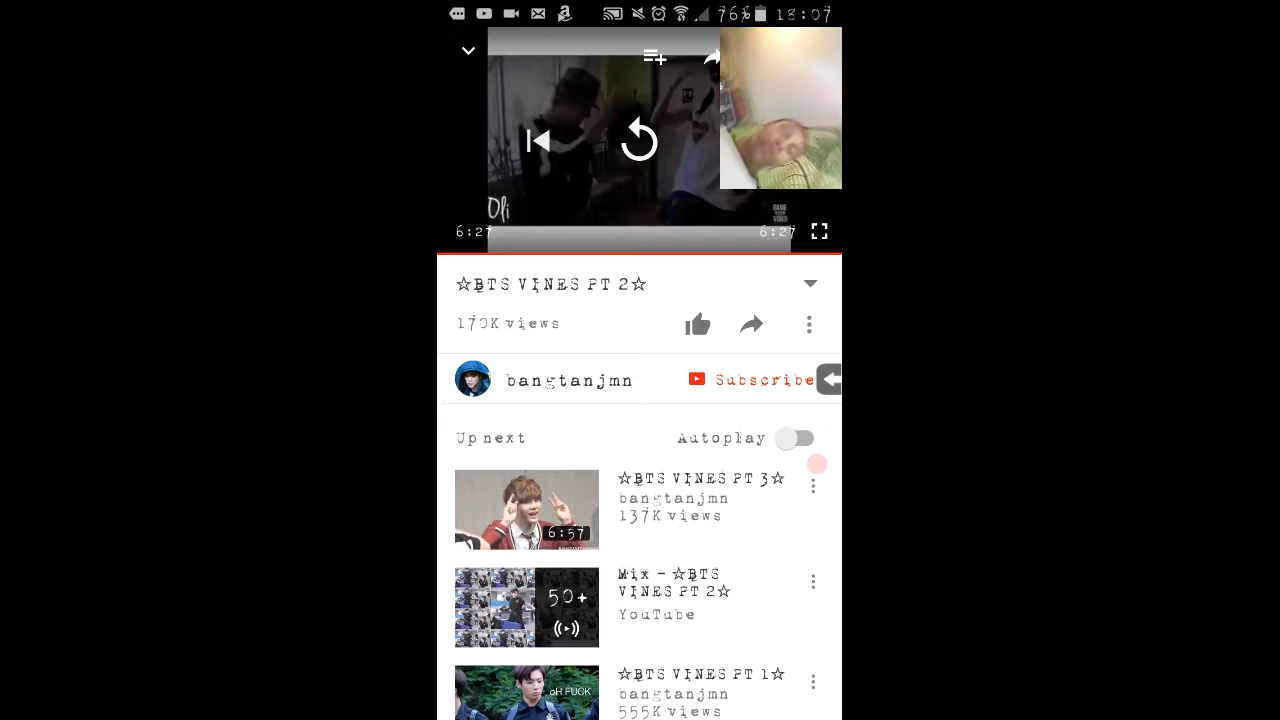 76% 18:07
Oli
6:27 6:27
☆BTS VINES PT 2☆
170K views
bangtanjmn Subscribe
Up next Autoplay
☆BTS VINES PT 3☆
bangtanjmn
137K views
6:57
Mix - ☆BTS
VINES PT 2☆
YouTube
50+
☆BTS VINES PT 1☆
bangtanjmn
555K views
oH FUCK